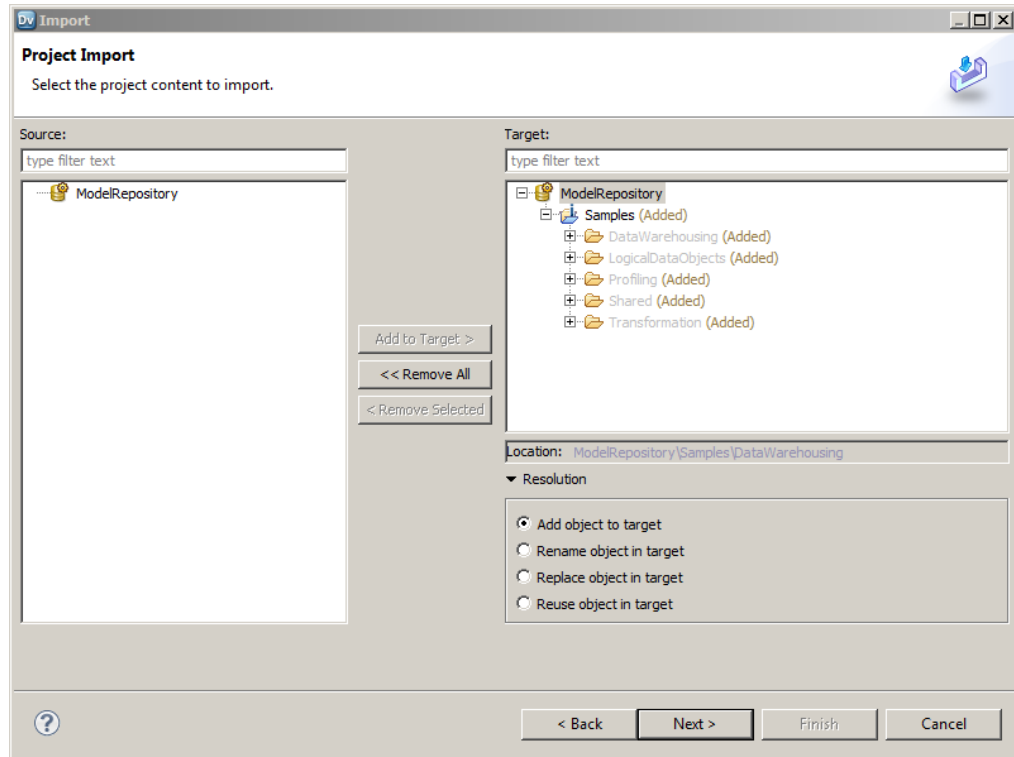 Dv Import
Project Import
Select the project content to import.
Source:
type filter text
ModelRepository
Add to Target >
<< Remove All
< Remove Selected
Target:
type filter text
ModelRepository
Samples (Added)
DataWarehousing (Added)
LogicalDataObjects (Added)
Profiling (Added)
Shared (Added)
Transformation (Added)
Location: ModelRepository\Samples\DataWarehousing
Resolution
Add object to target
Rename object in target
Replace object in target
Reuse object in target
?
< Back Next > Finish Cancel